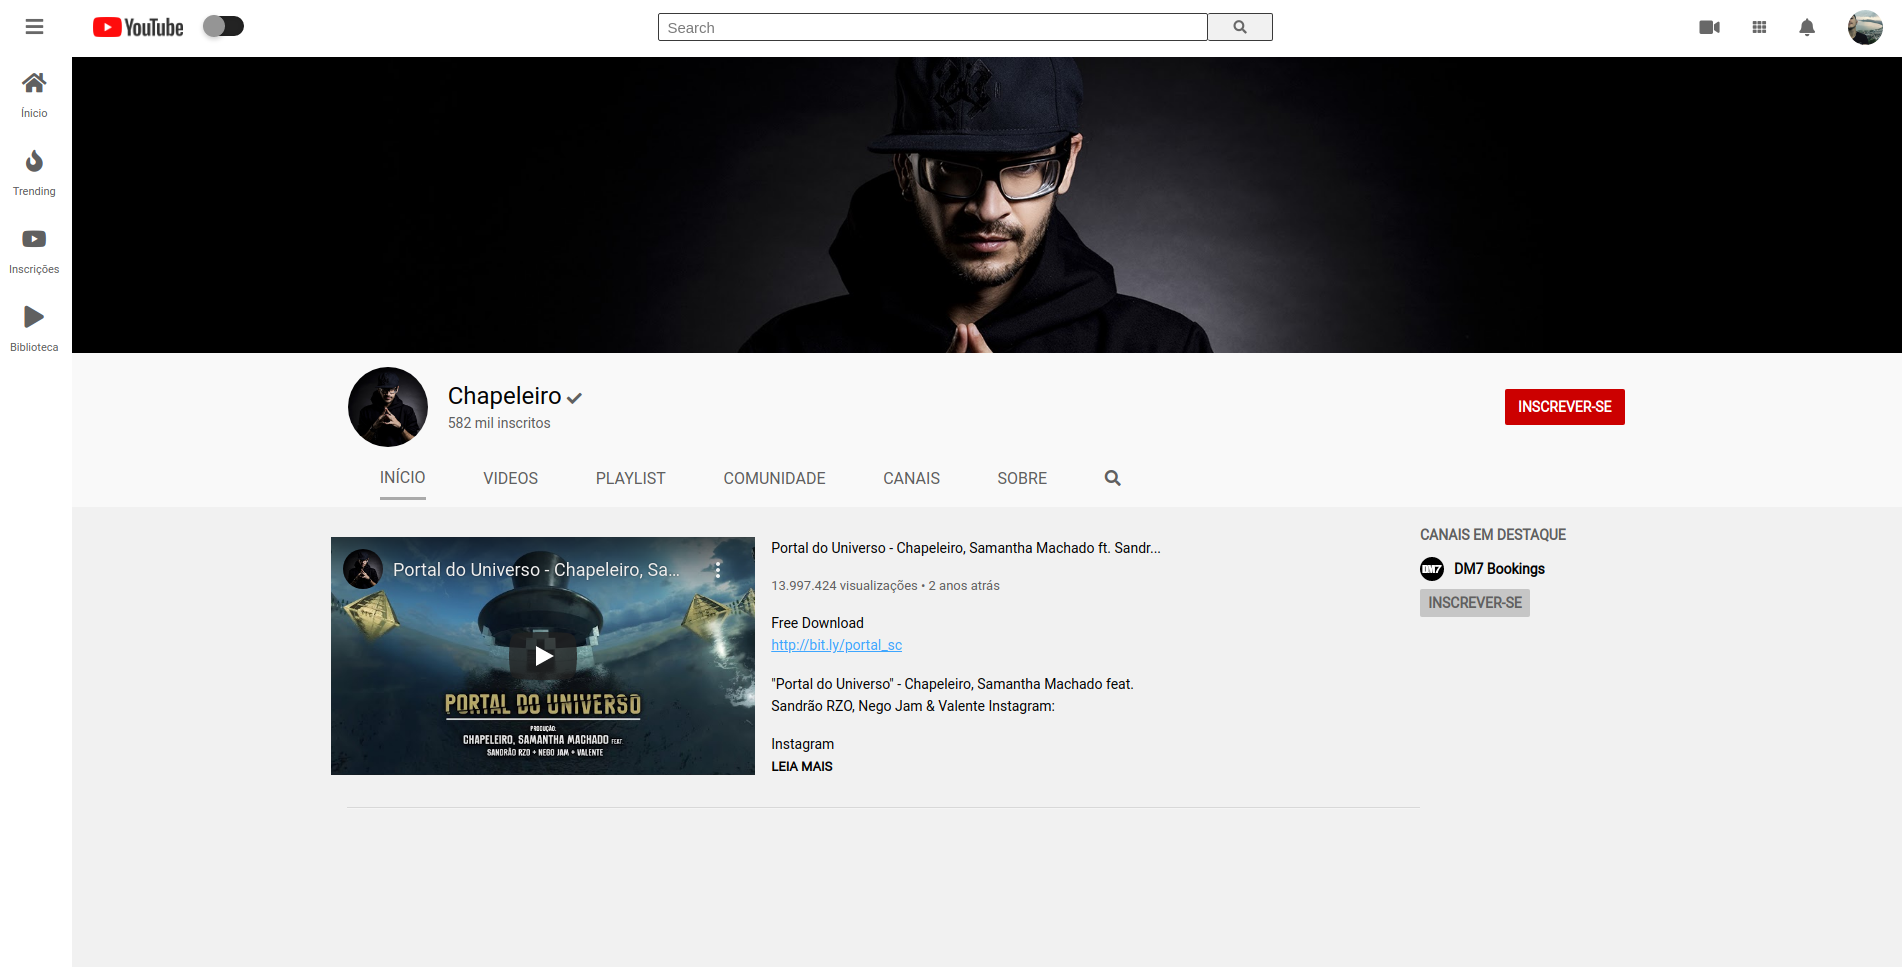 YouTube
Search
Ínicio
Trending
Inscrições
Biblioteca
Chapeleiro
582 mil inscritos
INSCREVER-SE
INÍCIO VIDEOS PLAYLIST COMUNIDADE CANAIS SOBRE
Portal do Universo - Chapeleiro, Sa...
PORTAL DO UNIVERSO
PRODUÇÃO:
CHAPELEIRO, SAMANTHA MACHADO FEAT.
SANDRÃO RZO + NEGO JAM + VALENTE
Portal do Universo - Chapeleiro, Samantha Machado ft. Sandr...
13.997.424 visualizações • 2 anos atrás
Free Download
http://bit.ly/portal_sc
"Portal do Universo" - Chapeleiro, Samantha Machado feat.
Sandrão RZO, Nego Jam & Valente Instagram:
Instagram
LEIA MAIS
CANAIS EM DESTAQUE
DM7
DM7 Bookings
INSCREVER-SE